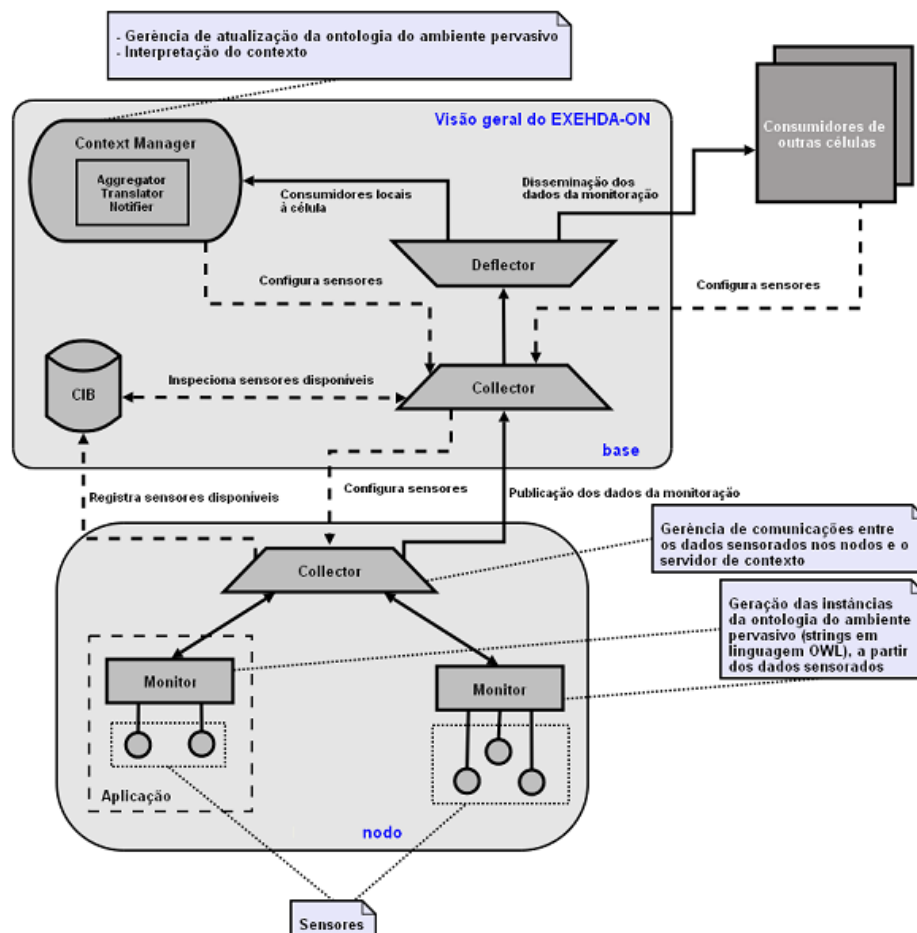 - Gerência de atualização da ontologia do ambiente pervasivo
- Interpretação do contexto
Visão geral do EXEHDA-ON
Consumidores de
outras células
Context Manager
Aggregator
Translator
Notifier
Consumidores locais
à célula
Disseminação dos
dados da monitoração
Deflector
Configura sensores
Configura sensores
CIB
Inspeciona sensores disponíveis
Collector
base
Registra sensores disponíveis
Configura sensores
Publicação dos dados da monitoração
Gerência de comunicações entre
os dados sensorados nos nodos e o
servidor de contexto
Collector
Geração das instâncias
da ontologia do ambiente
pervasivo (strings em
linguagem OWL), a partir
dos dados sensorados
Monitor
Monitor
Aplicação
nodo
Sensores